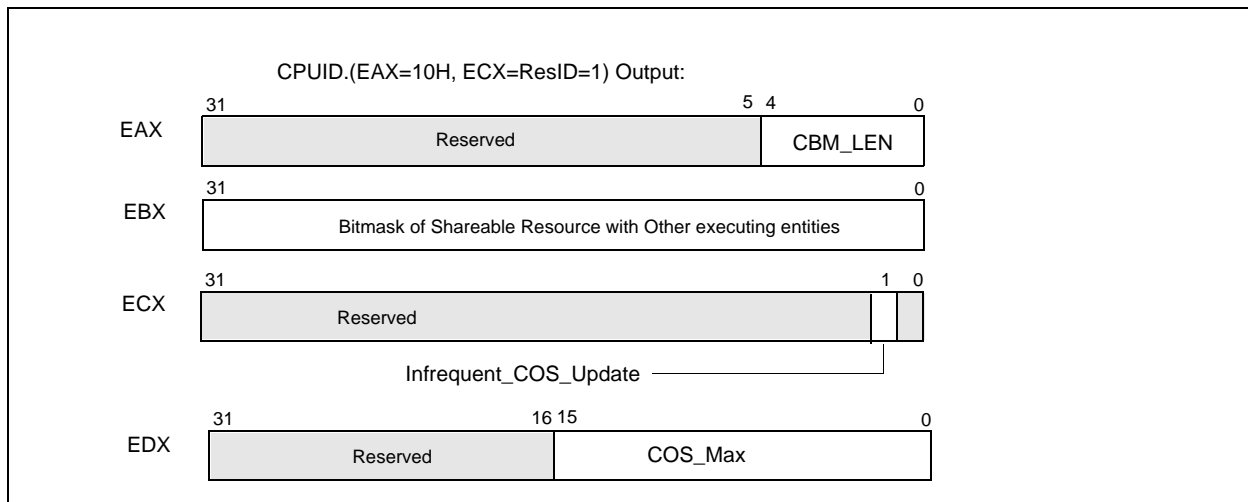 CPUID.(EAX=10H, ECX=ResID=1) Output:
31 5 4 0
EAX Reserved CBM_LEN
31 0
EBX Bitmask of Shareable Resource with Other executing entities
31 1 0
ECX Reserved
Infrequent_COS_Update
31 16 15 0
EDX Reserved COS_Max